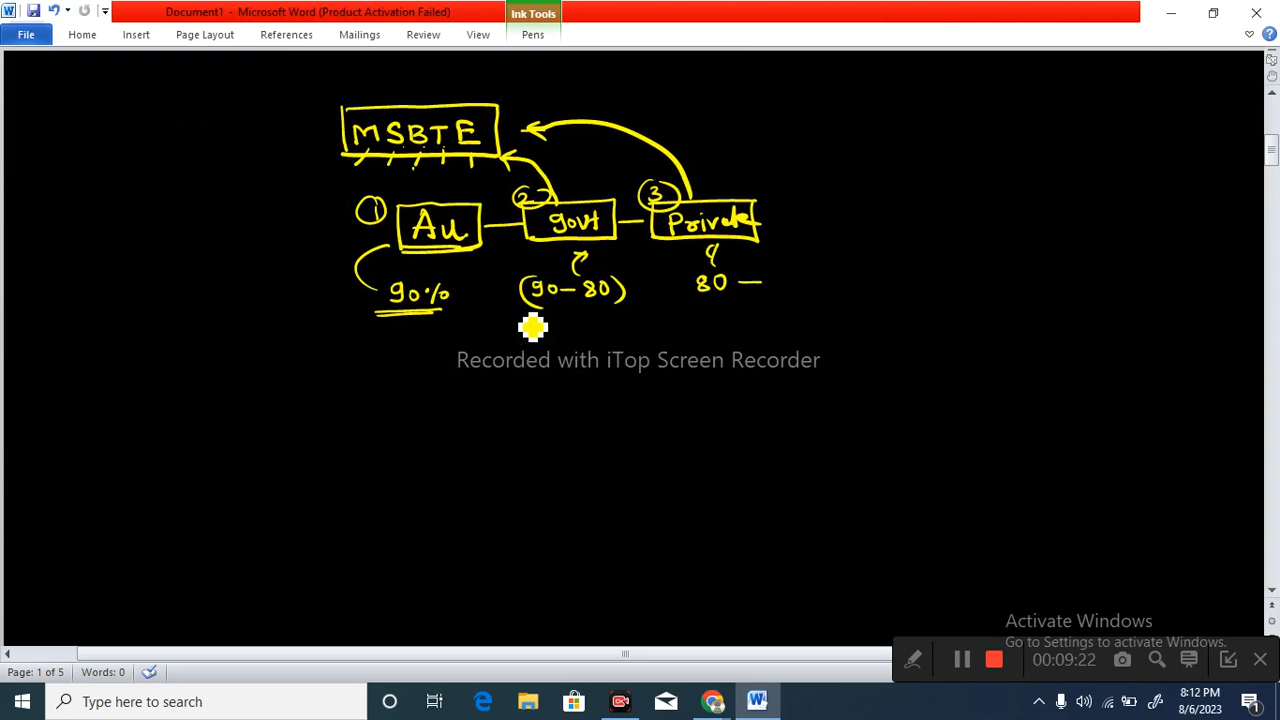 Document1 - Microsoft Word (Product Activation Failed)
Ink Tools
File Home Insert Page Layout References Mailings Review View Pens
MSBTE
1 2 3
Au govt Private
90% (90-80) 80 -
Recorded with iTop Screen Recorder
Activate Windows
Go to Settings to activate Windows.
00:09:22
Page: 1 of 5 Words: 0
Type here to search
8:12 PM
8/6/2023
1